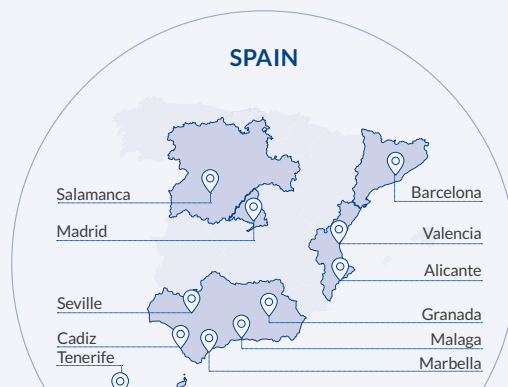 SPAIN
Salamanca
Madrid
Seville
Cadiz
Tenerife
Barcelona
Valencia
Alicante
Granada
Malaga
Marbella